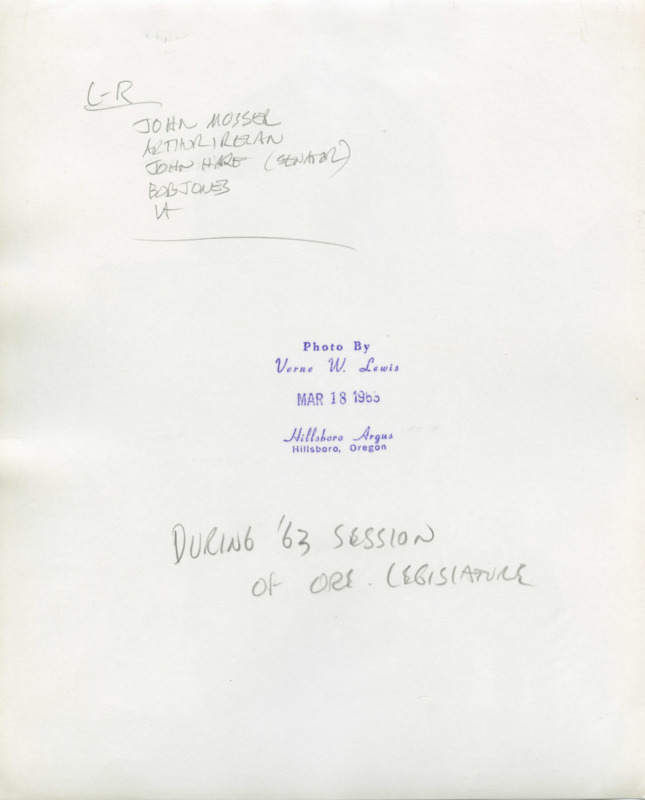 L-R
JOHN MOSSER
ARTHUR IRELAN
JOHN HARE (SENATOR)
BOB JONES
VA
Photo By
Verne W. Lewis
MAR 18 1963
Hillsboro Argus
Hillsboro, Oregon
DURING '63 SESSION
OF ORE. LEGISLATURE